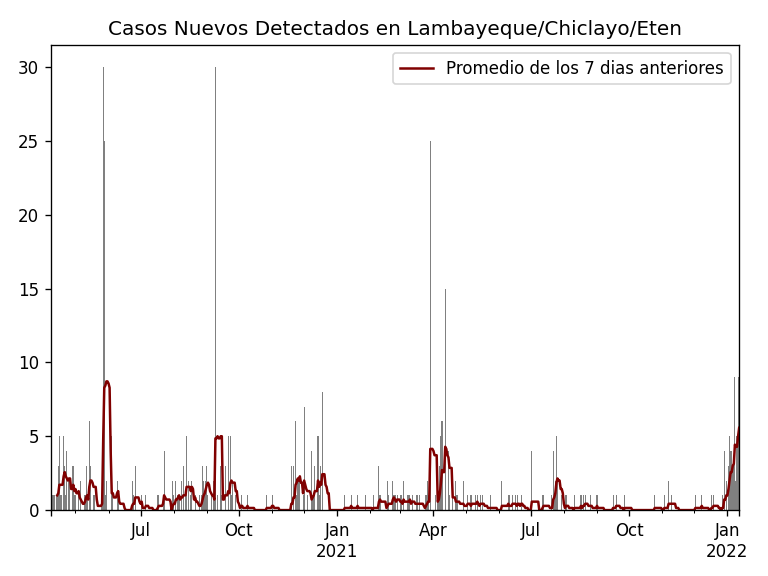 Casos Nuevos Detectados en Lambayeque/Chiclayo/Eten
Promedio de los 7 dias anteriores
30
25
20
15
10
5
0
Jul
Oct
Jan
2021
Apr
Jul
Oct
Jan
2022